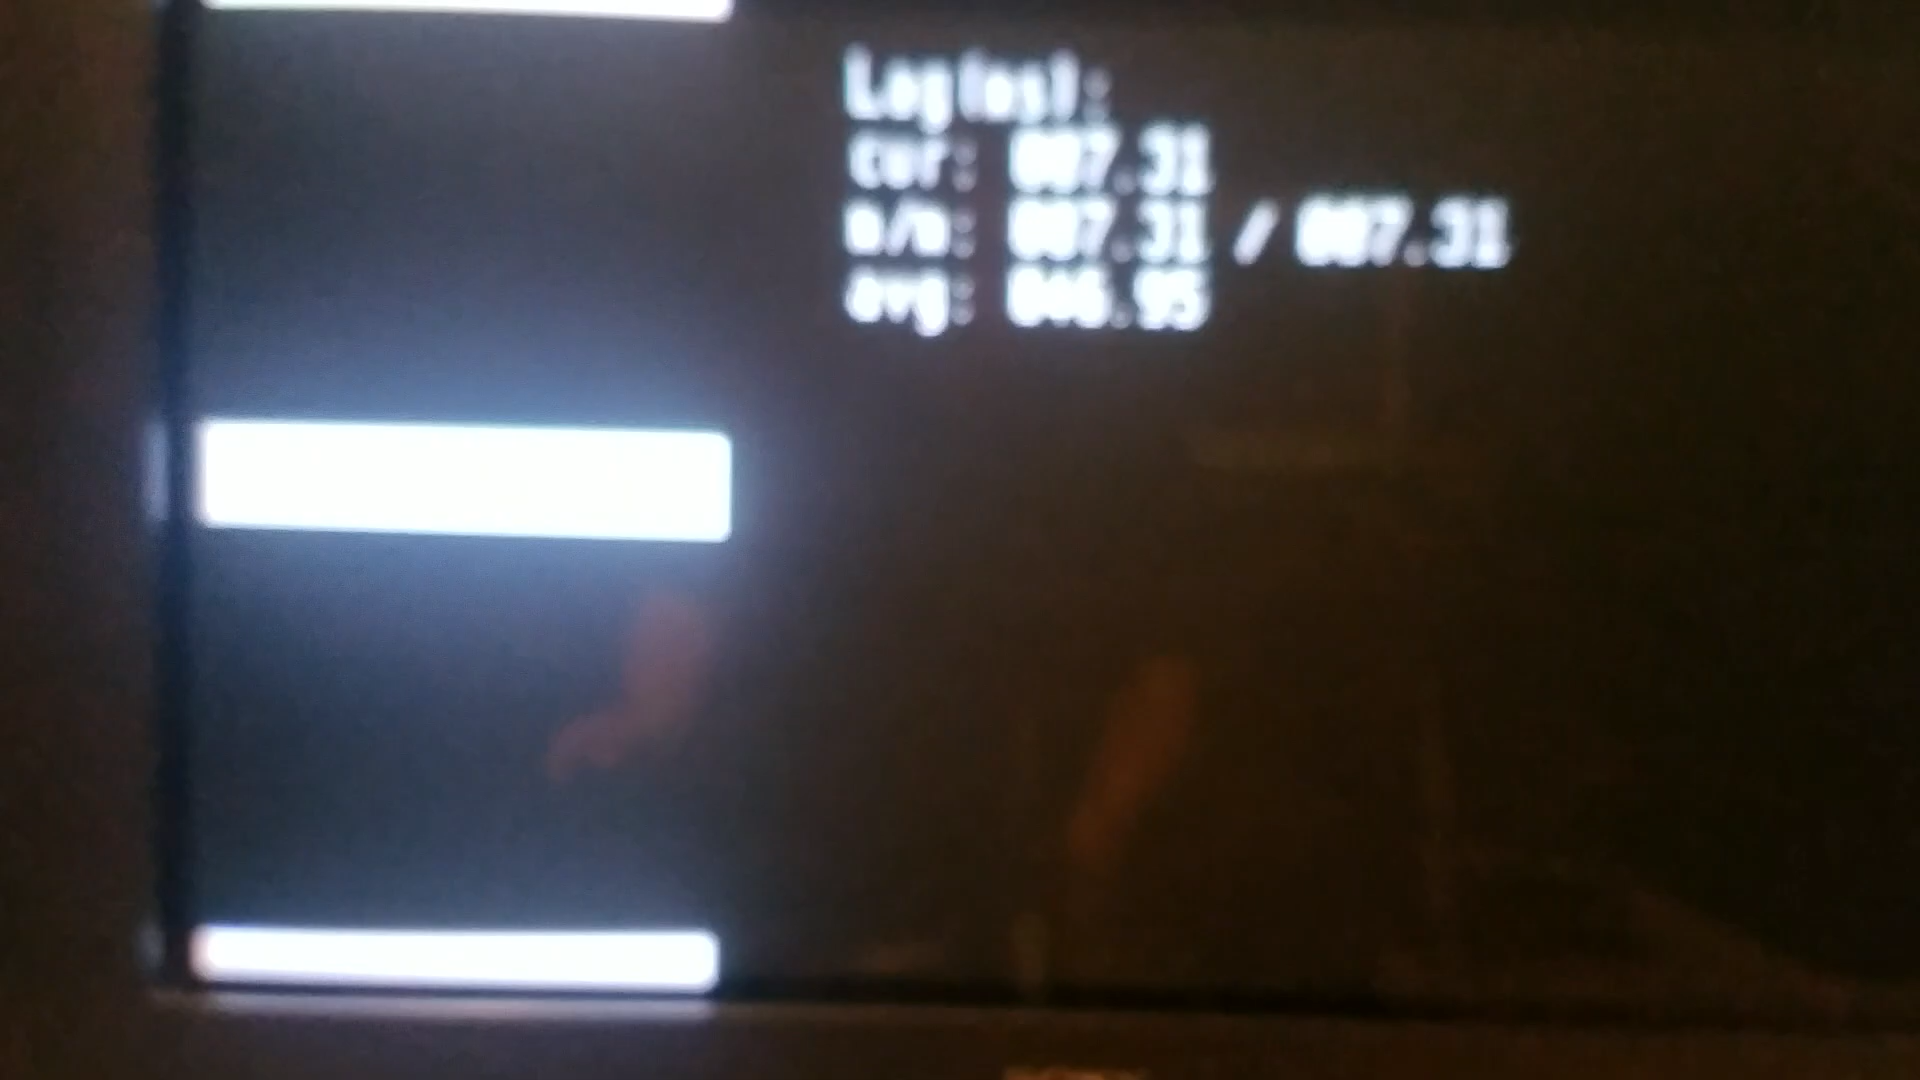 Lag(ms):
cur: 007.31
m/m: 007.31 / 007.31
avg: 046.95